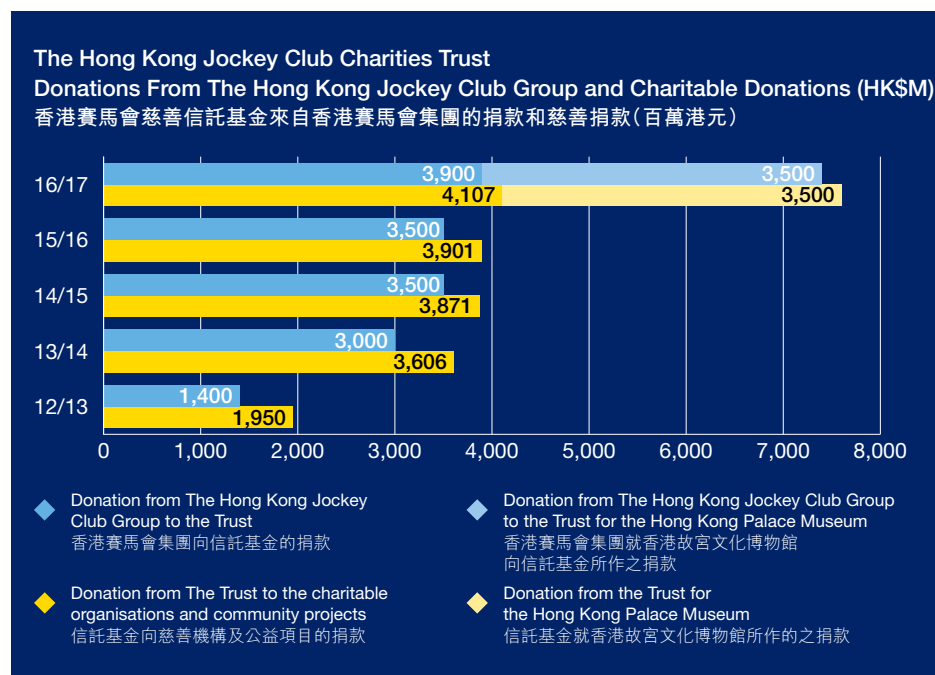 The Hong Kong Jockey Club Charities Trust
Donations From The Hong Kong Jockey Club Group and Charitable Donations (HK$M)
香港賽馬會慈善信託基金來自香港賽馬會集團的捐款和慈善捐款（百萬港元）
16/17
3,900
3,500
4,107
3,500
15/16
3,500
3,901
14/15
3,500
3,871
13/14
3,000
3,606
12/13
1,400
1,950
0 1,000 2,000 3,000 4,000 5,000 6,000 7,000 8,000
Donation from The Hong Kong Jockey
Club Group to the Trust
香港賽馬會集團向信託基金的捐款
Donation from The Hong Kong Jockey Club Group
to the Trust for the Hong Kong Palace Museum
香港賽馬會集團就香港故宮文化博物館
向信託基金所作之捐款
Donation from The Trust to the charitable
organisations and community projects
信託基金向慈善機構及公益項目的捐款
Donation from the Trust for
the Hong Kong Palace Museum
信託基金就香港故宮文化博物館所作的之捐款